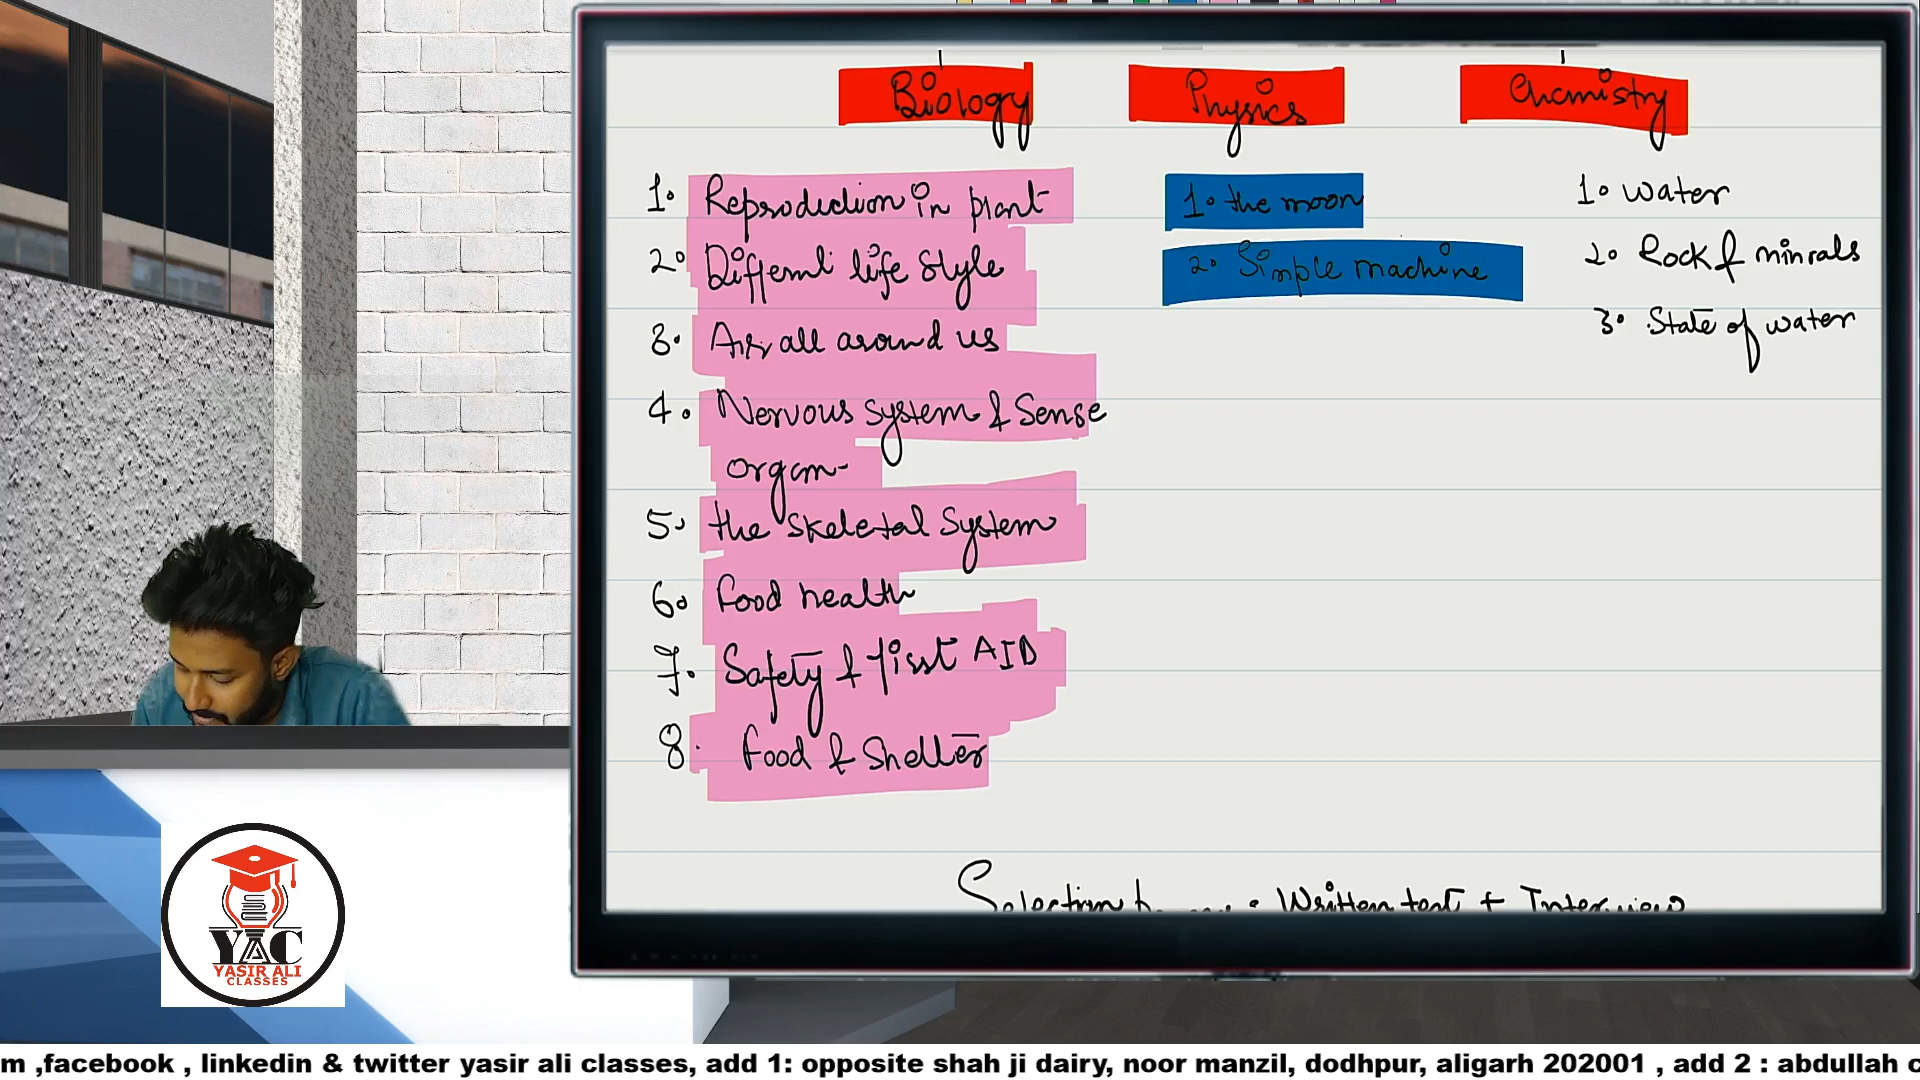 Biology
Physics
Chemistry
1. Reproduction in plant
2. Different life style
3. Air all around us
4. Nervous system & Sense
organ
5. the skeletal system
6. food health
7. Safety & first AID
8. food & Shelter
1. the moon
2. Simple machine
1. water
2. Rock & minrals
3. State of water
Selection : Written test + Interview
YAC
YASIR ALI
CLASSES
m ,facebook , linkedin & twitter yasir ali classes, add 1: opposite shah ji dairy, noor manzil, dodhpur, aligarh 202001 , add 2 : abdullah